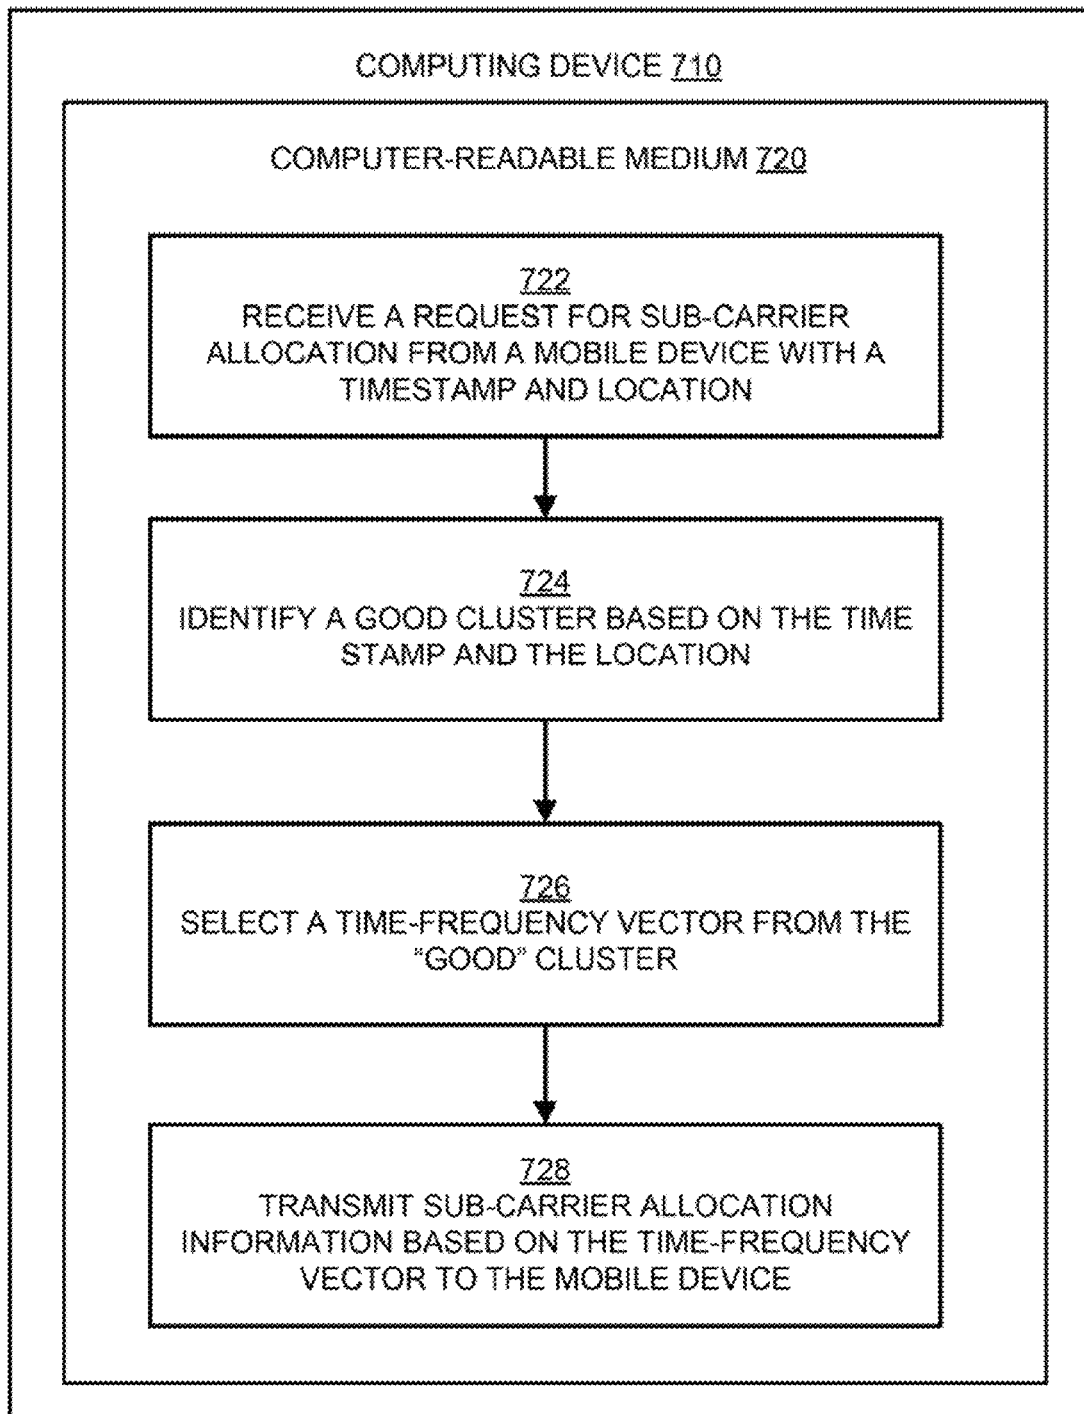 COMPUTING DEVICE 710
COMPUTER-READABLE MEDIUM 720
722
RECEIVE A REQUEST FOR SUB-CARRIER
ALLOCATION FROM A MOBILE DEVICE WITH A
TIMESTAMP AND LOCATION
724
IDENTIFY A GOOD CLUSTER BASED ON THE TIME
STAMP AND THE LOCATION
726
SELECT A TIME-FREQUENCY VECTOR FROM THE
"GOOD" CLUSTER
728
TRANSMIT SUB-CARRIER ALLOCATION
INFORMATION BASED ON THE TIME-FREQUENCY
VECTOR TO THE MOBILE DEVICE